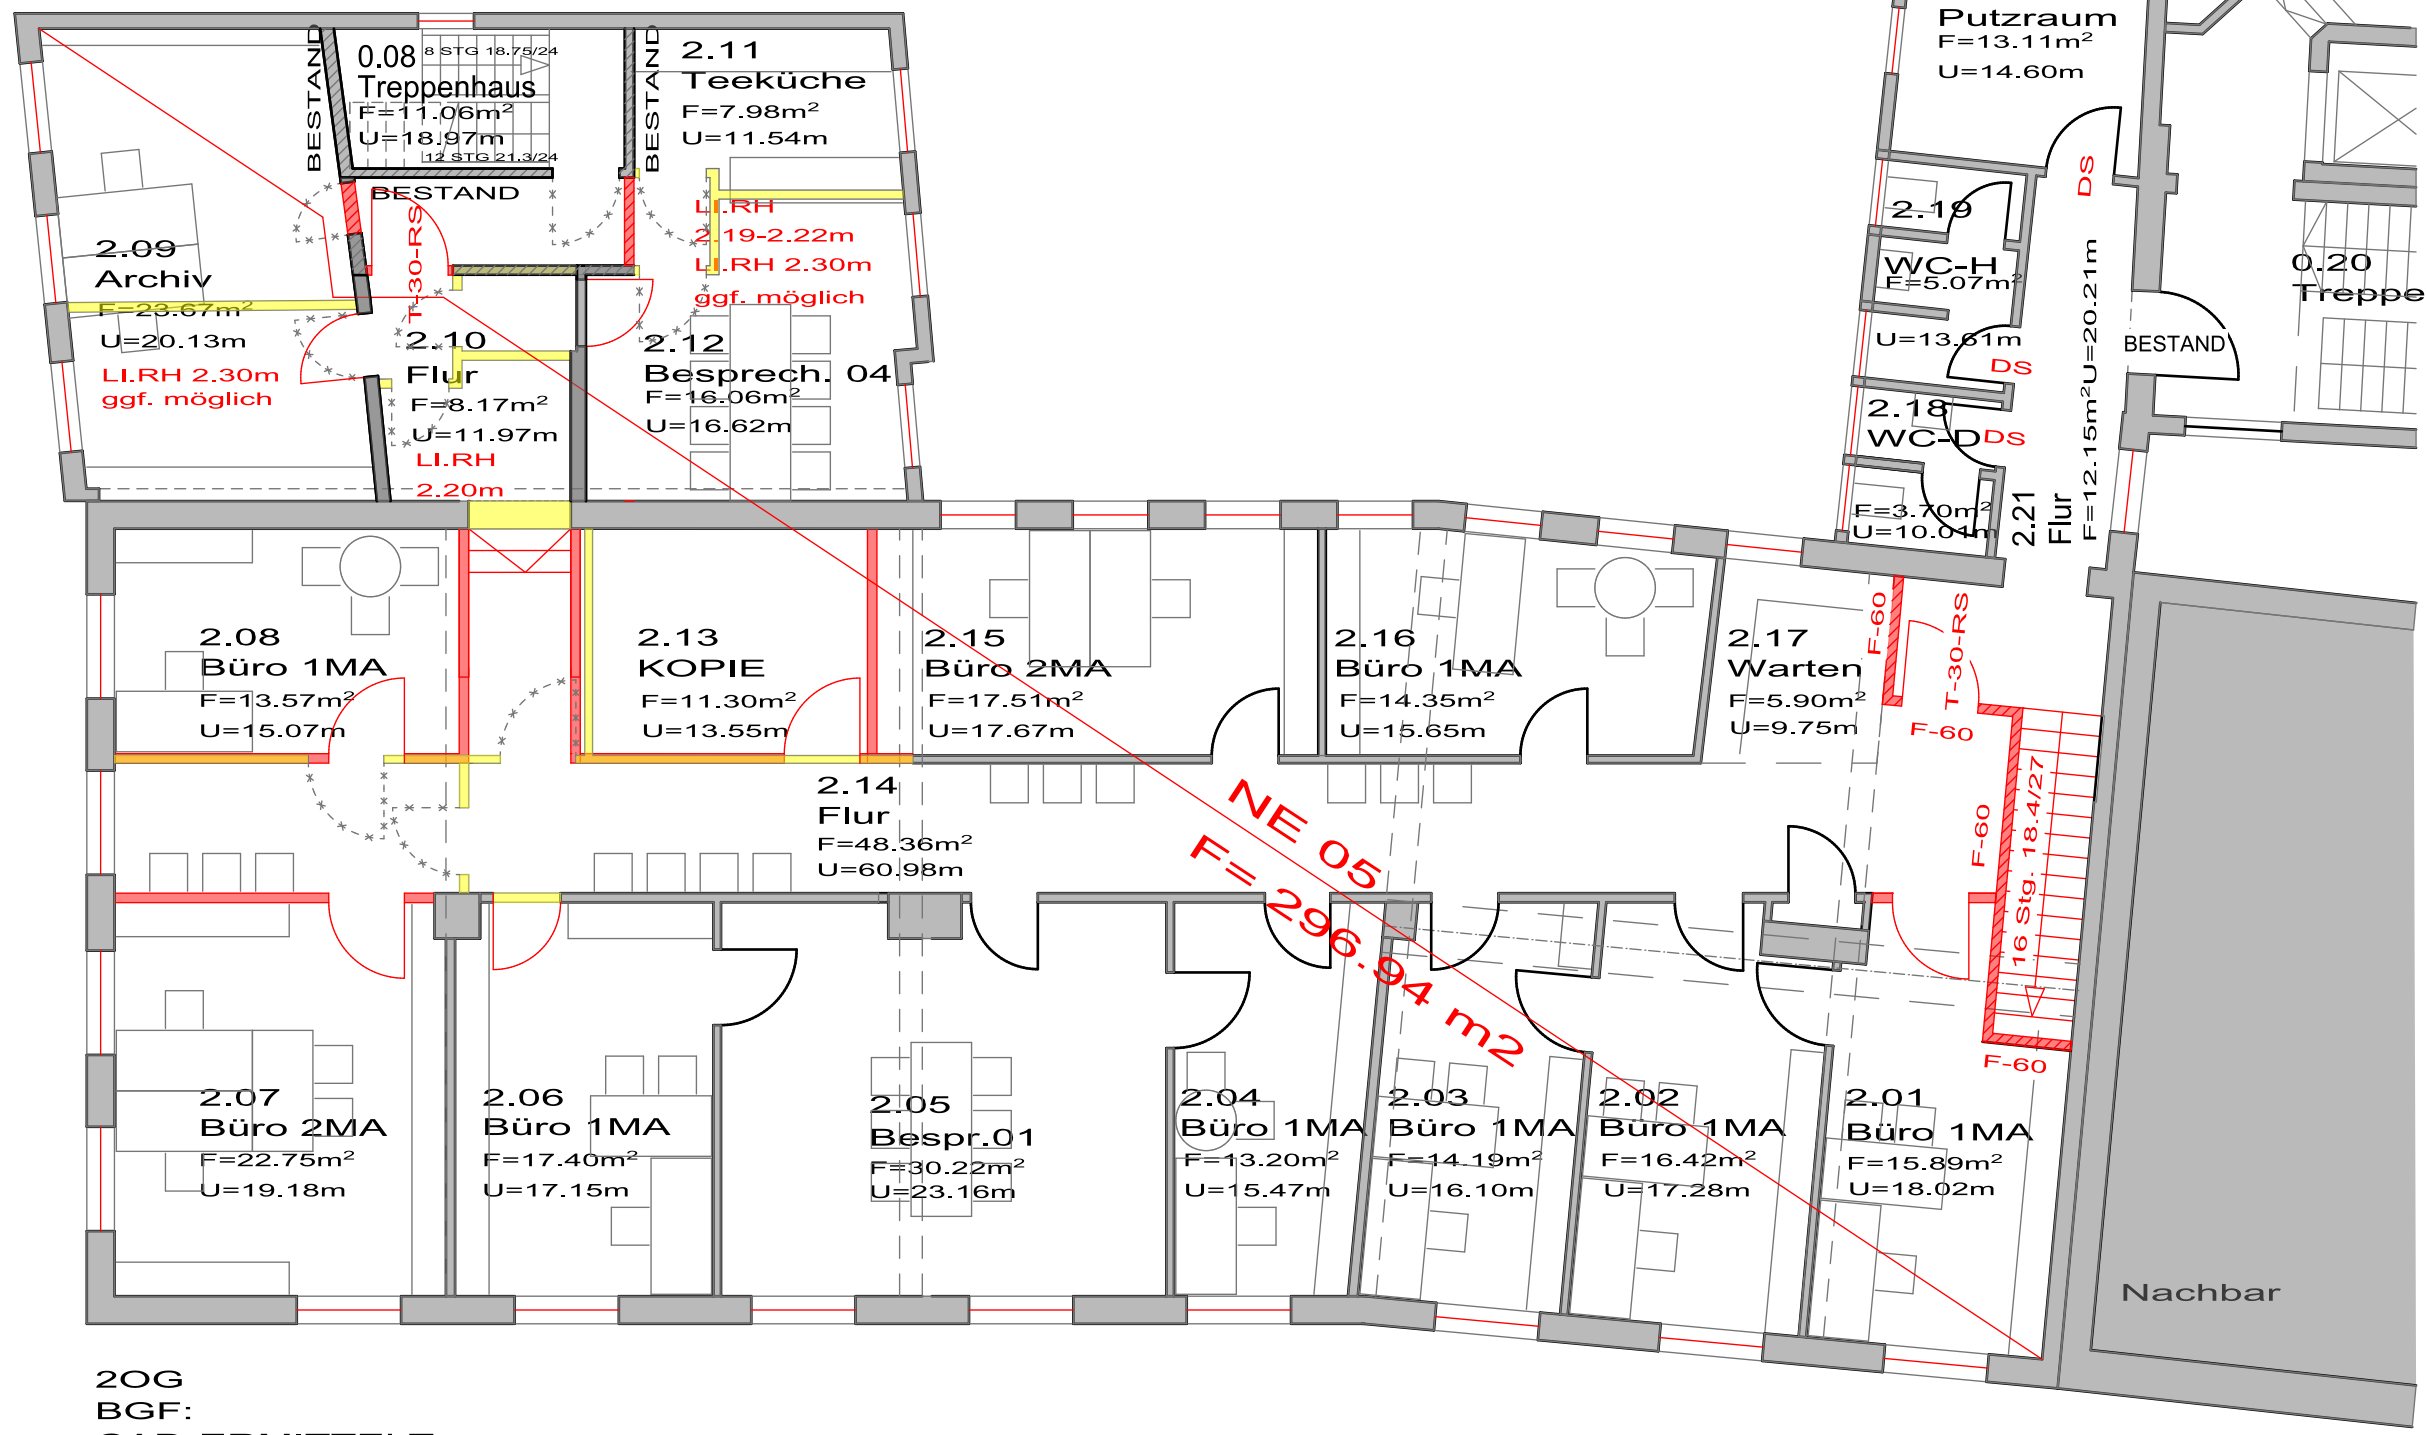 BESTAND
0.08
8 STG 18.75/24
Treppenhaus
F=11.06m²
U=18.97m
12 STG 21.3/24
BESTAND
BESTAND
2.11
Teeküche
F=7.98m²
U=11.54m
LI.RH
2.19-2.22m
LI.RH 2.30m
ggf. möglich
2.09
Archiv
F=23.67m²
U=20.13m
LI.RH 2.30m
ggf. möglich
T-30-RS
2.10
Flur
F=8.17m²
U=11.97m
LI.RH
2.20m
2.12
Besprech. 04
F=16.06m²
U=16.62m
Putzraum
F=13.11m²
U=14.60m
DS
2.19
WC-H
F=5.07m²
U=13.61m
DS
2.18
WC-D
DS
F=3.70m²
U=10.01m
2.21
Flur
F=12.15m²U=20.21m
BESTAND
0.20
Treppe
2.08
Büro 1MA
F=13.57m²
U=15.07m
2.13
KOPIE
F=11.30m²
U=13.55m
2.15
Büro 2MA
F=17.51m²
U=17.67m
2.16
Büro 1MA
F=14.35m²
U=15.65m
2.17
Warten
F=5.90m²
U=9.75m
F-60
T-30-RS
F-60
F-60
16 Stg. 18.4/27
F-60
2.14
Flur
F=48.36m²
U=60.98m
NE 05
F= 296.94 m2
2.07
Büro 2MA
F=22.75m²
U=19.18m
2.06
Büro 1MA
F=17.40m²
U=17.15m
2.05
Bespr.01
F=30.22m²
U=23.16m
2.04
Büro 1MA
F=13.20m²
U=15.47m
2.03
Büro 1MA
F=14.19m²
U=16.10m
2.02
Büro 1MA
F=16.42m²
U=17.28m
2.01
Büro 1MA
F=15.89m²
U=18.02m
Nachbar
2OG
BGF: